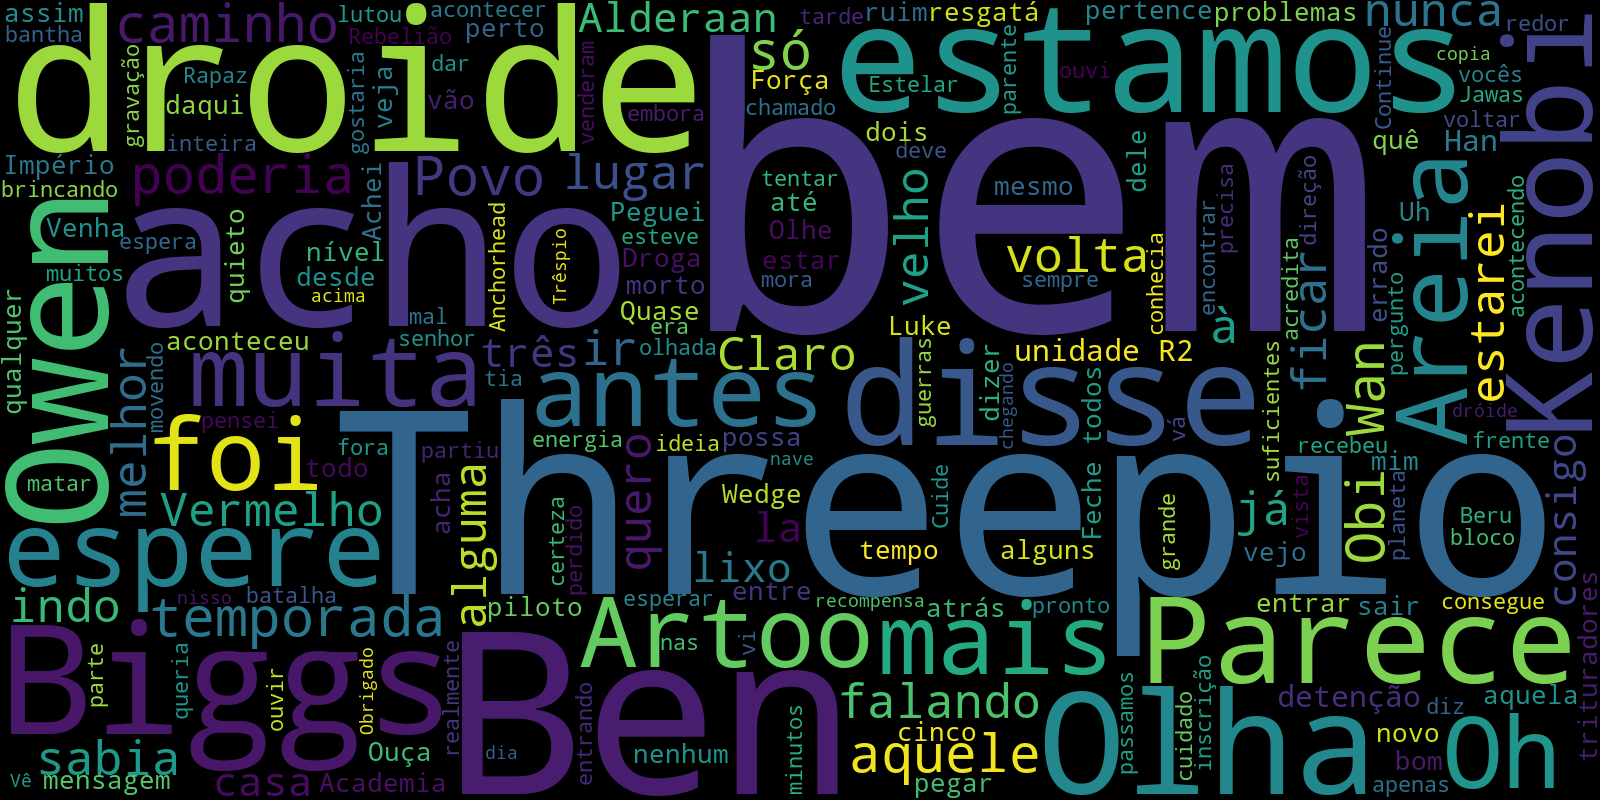 assim
caminho
lutou
acontecer
Alderaan
tarde
ruim
resgatá
pertence
problemas
nunca
redor
bantha
Rebelião
perto
droide
gravação
Rapaz
gostaria
veja
dar
só
estamos
parente
ouvi
copia
daqui
vão
venderam
embora
Força
chamado
Estelar
Continue
vocês
Jawas
voltar
Kenobi
inteira
dois
deve
dele
quê
Han
Império
brincando
poderia
Achei
Povo
lugar
bem
tentar
até
mesmo
velho
precisa
direção
Areia
Owen
Venha
espera
quieto
acho
nível
Anchorhead
Trêspio
Peguei
esteve
Olhe
estar
volta
conhecia
encontrar
errado
Uh
estarei
acontecendo
muitos
desde
acima
Droga
morto
mora
sempre
acredita
qualquer
mal
Quase
era
Luke
á
ficar
pergunto
aconteceu
senhor
melhor
movendo
muita
três
ir
olhada
Claro
guerras
dizer
unidade R2
tia
antes
disse
chegando
todos
suficientes
Wan
pensei
foi
Threepio
vá
dróide
fora
partiu
energia
ideia
possa
recebeu
frente
todo
quero
nave
mim
matar
acha
alguma
certeza
perdido
Wedge
Cuide
Feche
grande
já
vista
Obi
planeta
consigo
Vermelho
la
tempo
alguns
vejo
Beru
bloco
espere
lixo
nisso
batalha
piloto
esperar
entre
recompensa
atrás
pronto
entrar
sair
consegue
indo
temporada
Artoo
nas
vi
mais
Parece
trituradores
Biggs
parte
queria
ouvir
Obrigado
realmente
Ben
entrando
minutos
falando
Olha
passamos
cuidado
inscrição
detenção
diz
aquela
sabia
Ouça
dia
nenhum
cinco
aquele
novo
bom
Oh
Vê
mensagem
casa
Academia
pegar
apenas